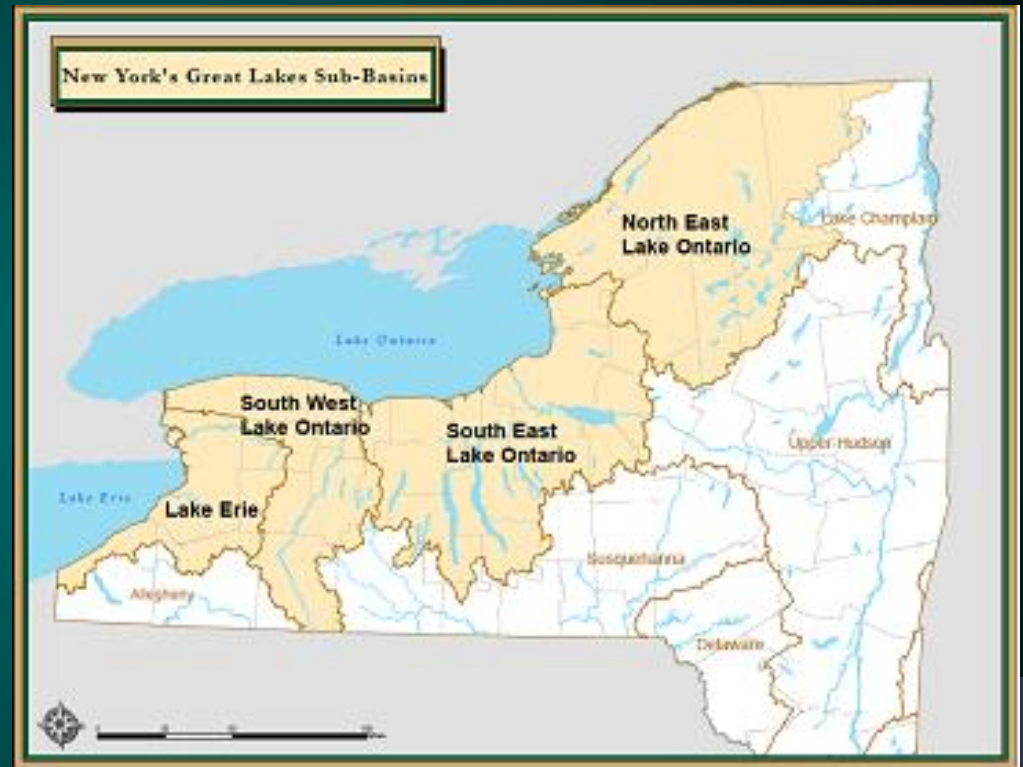 New York's Great Lakes Sub-Basins
North East
Lake Ontario
Lake Champlain
Lake Ontario
South West
Lake Ontario
South East
Lake Ontario
Upper Hudson
Lake Erie
Lake Erie
Susquehanna
Allegheny
Delaware